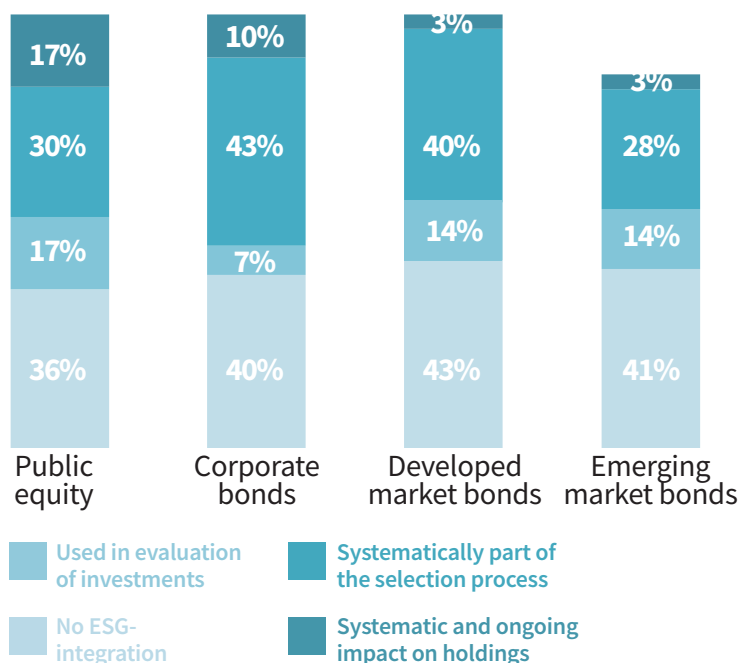 17%
10%
3%
3%
30%
43%
40%
28%
17%
7%
14%
14%
36%
40%
43%
41%
Public
equity
Corporate
bonds
Developed
market bonds
Emerging
market bonds
Used in evaluation
of investments
Systematically part of
the selection process
No ESG-
integration
Systematic and ongoing
impact on holdings